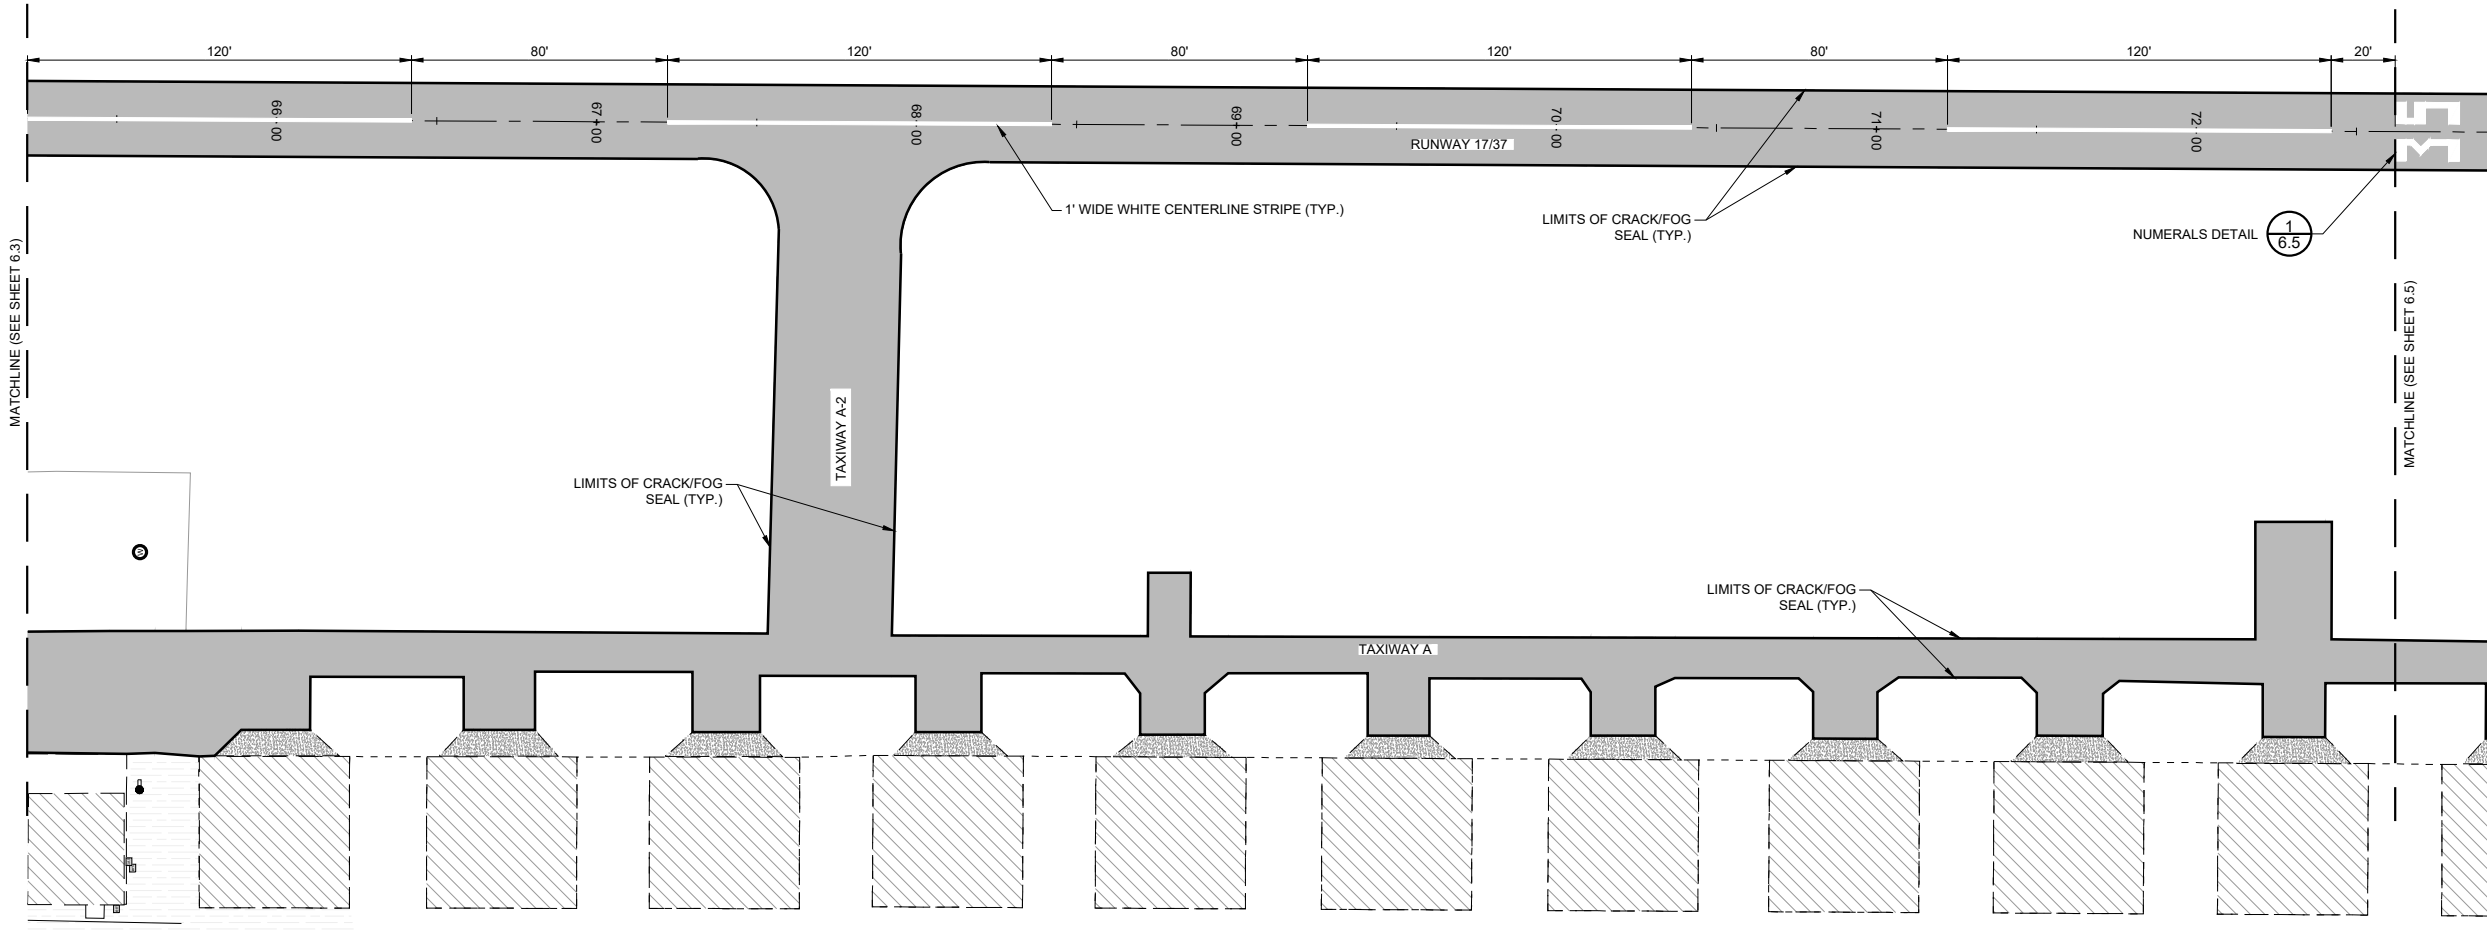 120'
80'
120'
80'
120'
80'
120'
20'
66+00
67+00
68+00
69+00
70+00
71+00
72+00
RUNWAY 17/37
1' WIDE WHITE CENTERLINE STRIPE (TYP.)
LIMITS OF CRACK/FOG
SEAL (TYP.)
NUMERALS DETAIL
1
6.5
MATCHLINE (SEE SHEET 6.3)
MATCHLINE (SEE SHEET 6.5)
TAXIWAY A-2
LIMITS OF CRACK/FOG
SEAL (TYP.)
W
LIMITS OF CRACK/FOG
SEAL (TYP.)
TAXIWAY A